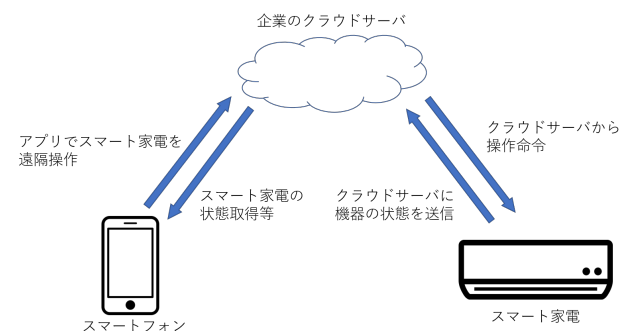 企業のクラウドサーバ
アプリでスマート家電を
遠隔操作
スマート家電の
状態取得等
クラウドサーバに
機器の状態を送信
クラウドサーバから
操作命令
スマートフォン
スマート家電